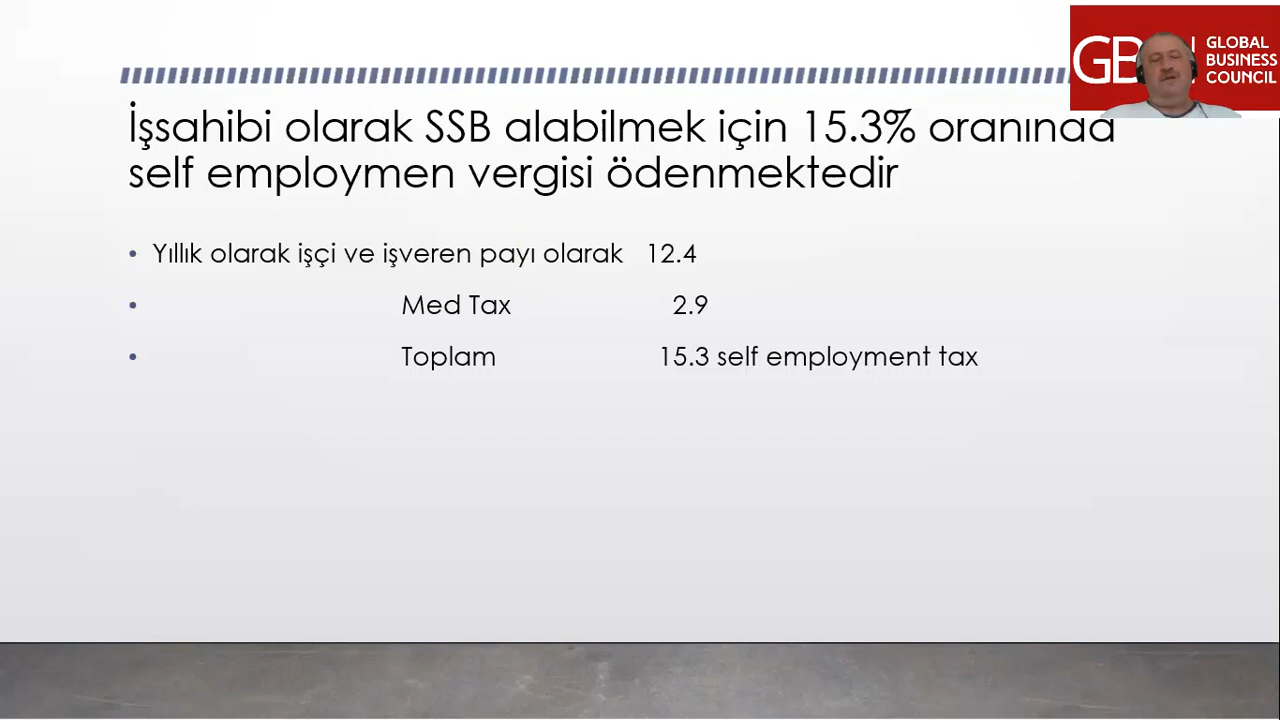 GB
GLOBAL
BUSINESS
COUNCIL
İşsahibi olarak SSB alabilmek için 15.3% oranında
self employmen vergisi ödenmektedir
• Yıllık olarak işçi ve işveren payı olarak 12.4
• Med Tax 2.9
• Toplam 15.3 self employment tax